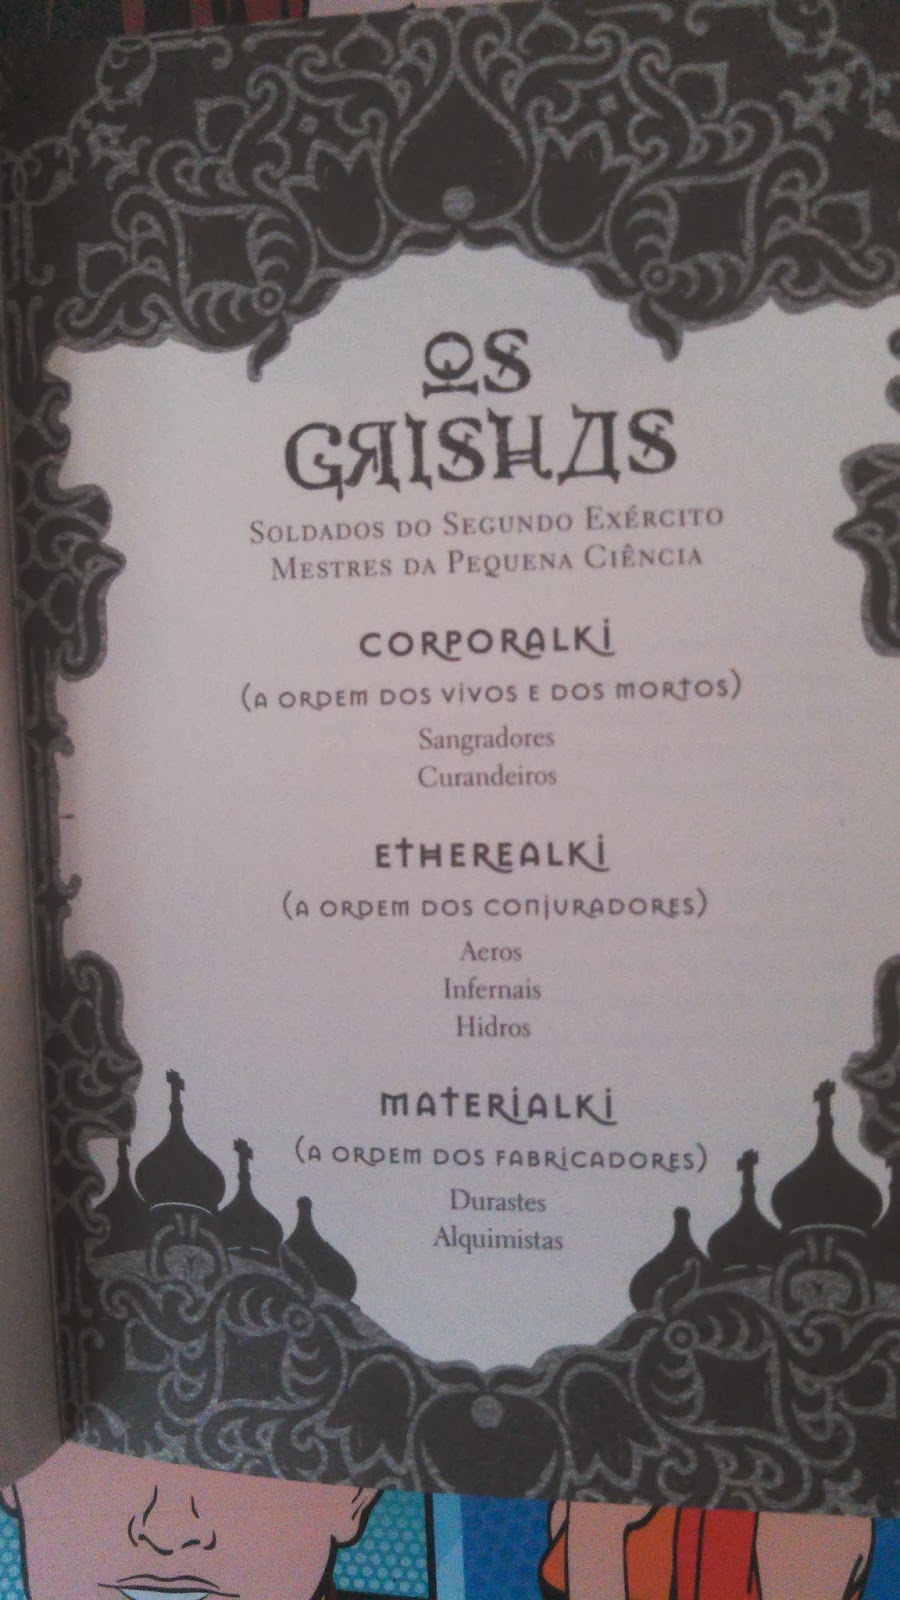 OS
GRISHAS
SOLDADOS DO SEGUNDO EXÉRCITO
MESTRES DA PEQUENA CIÊNCIA
CORPORALKI
(A ORDEM DOS VIVOS E DOS MORTOS)
Sangradores
Curandeiros
ETHEREALKI
(A ORDEM DOS CONJURADORES)
Aeros
Infernais
Hidros
MATERIALKI
(A ORDEM DOS FABRICADORES)
Durastes
Alquimistas